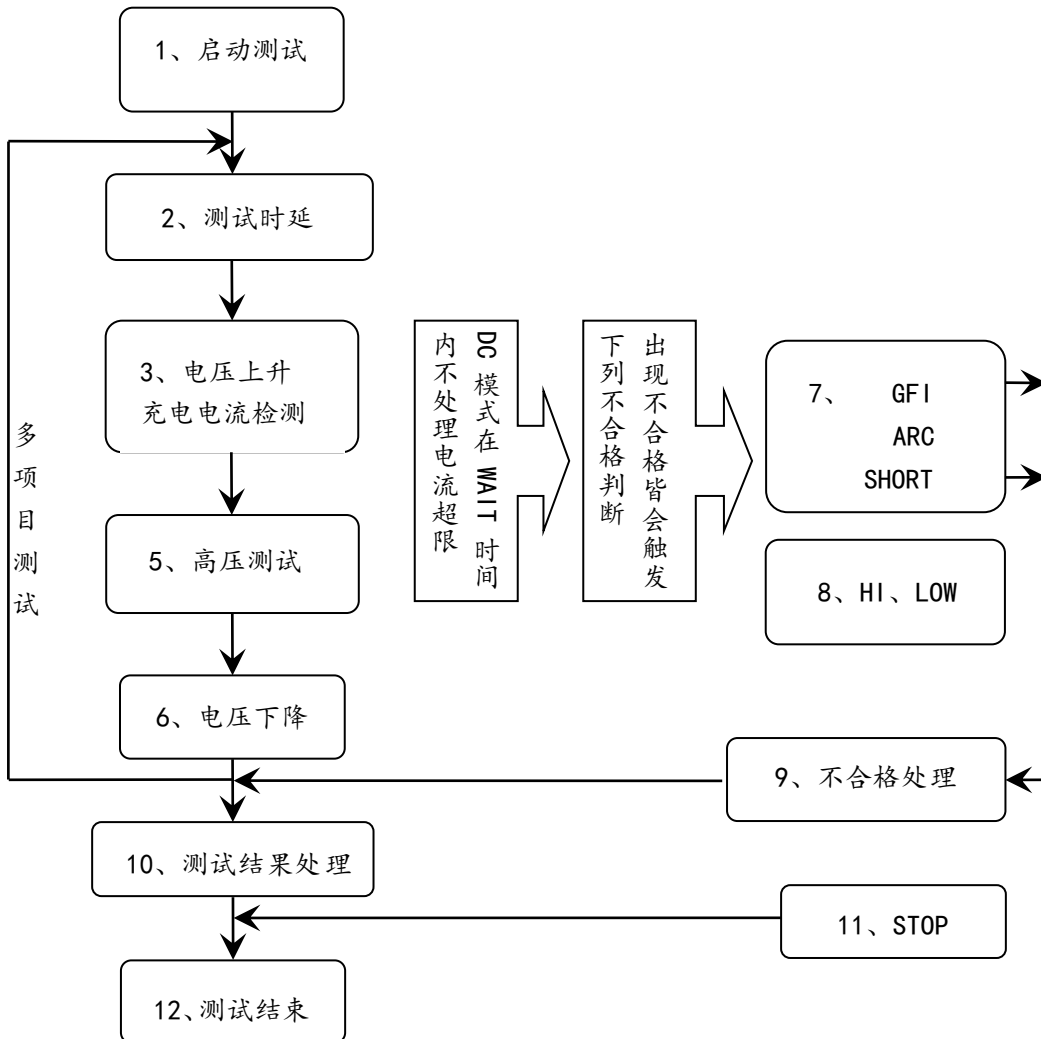 1、启动测试
2、测试时延
3、电压上升
充电电流检测
5、高压测试
6、电压下降
多项目测试
DC 模式在 WAIT 时间
内不处理电流超限
出现不合格皆会触发
下列不合格判断
7、 GFI
ARC
SHORT
8、HI、LOW
9、不合格处理
10、测试结果处理
11、STOP
12、测试结束